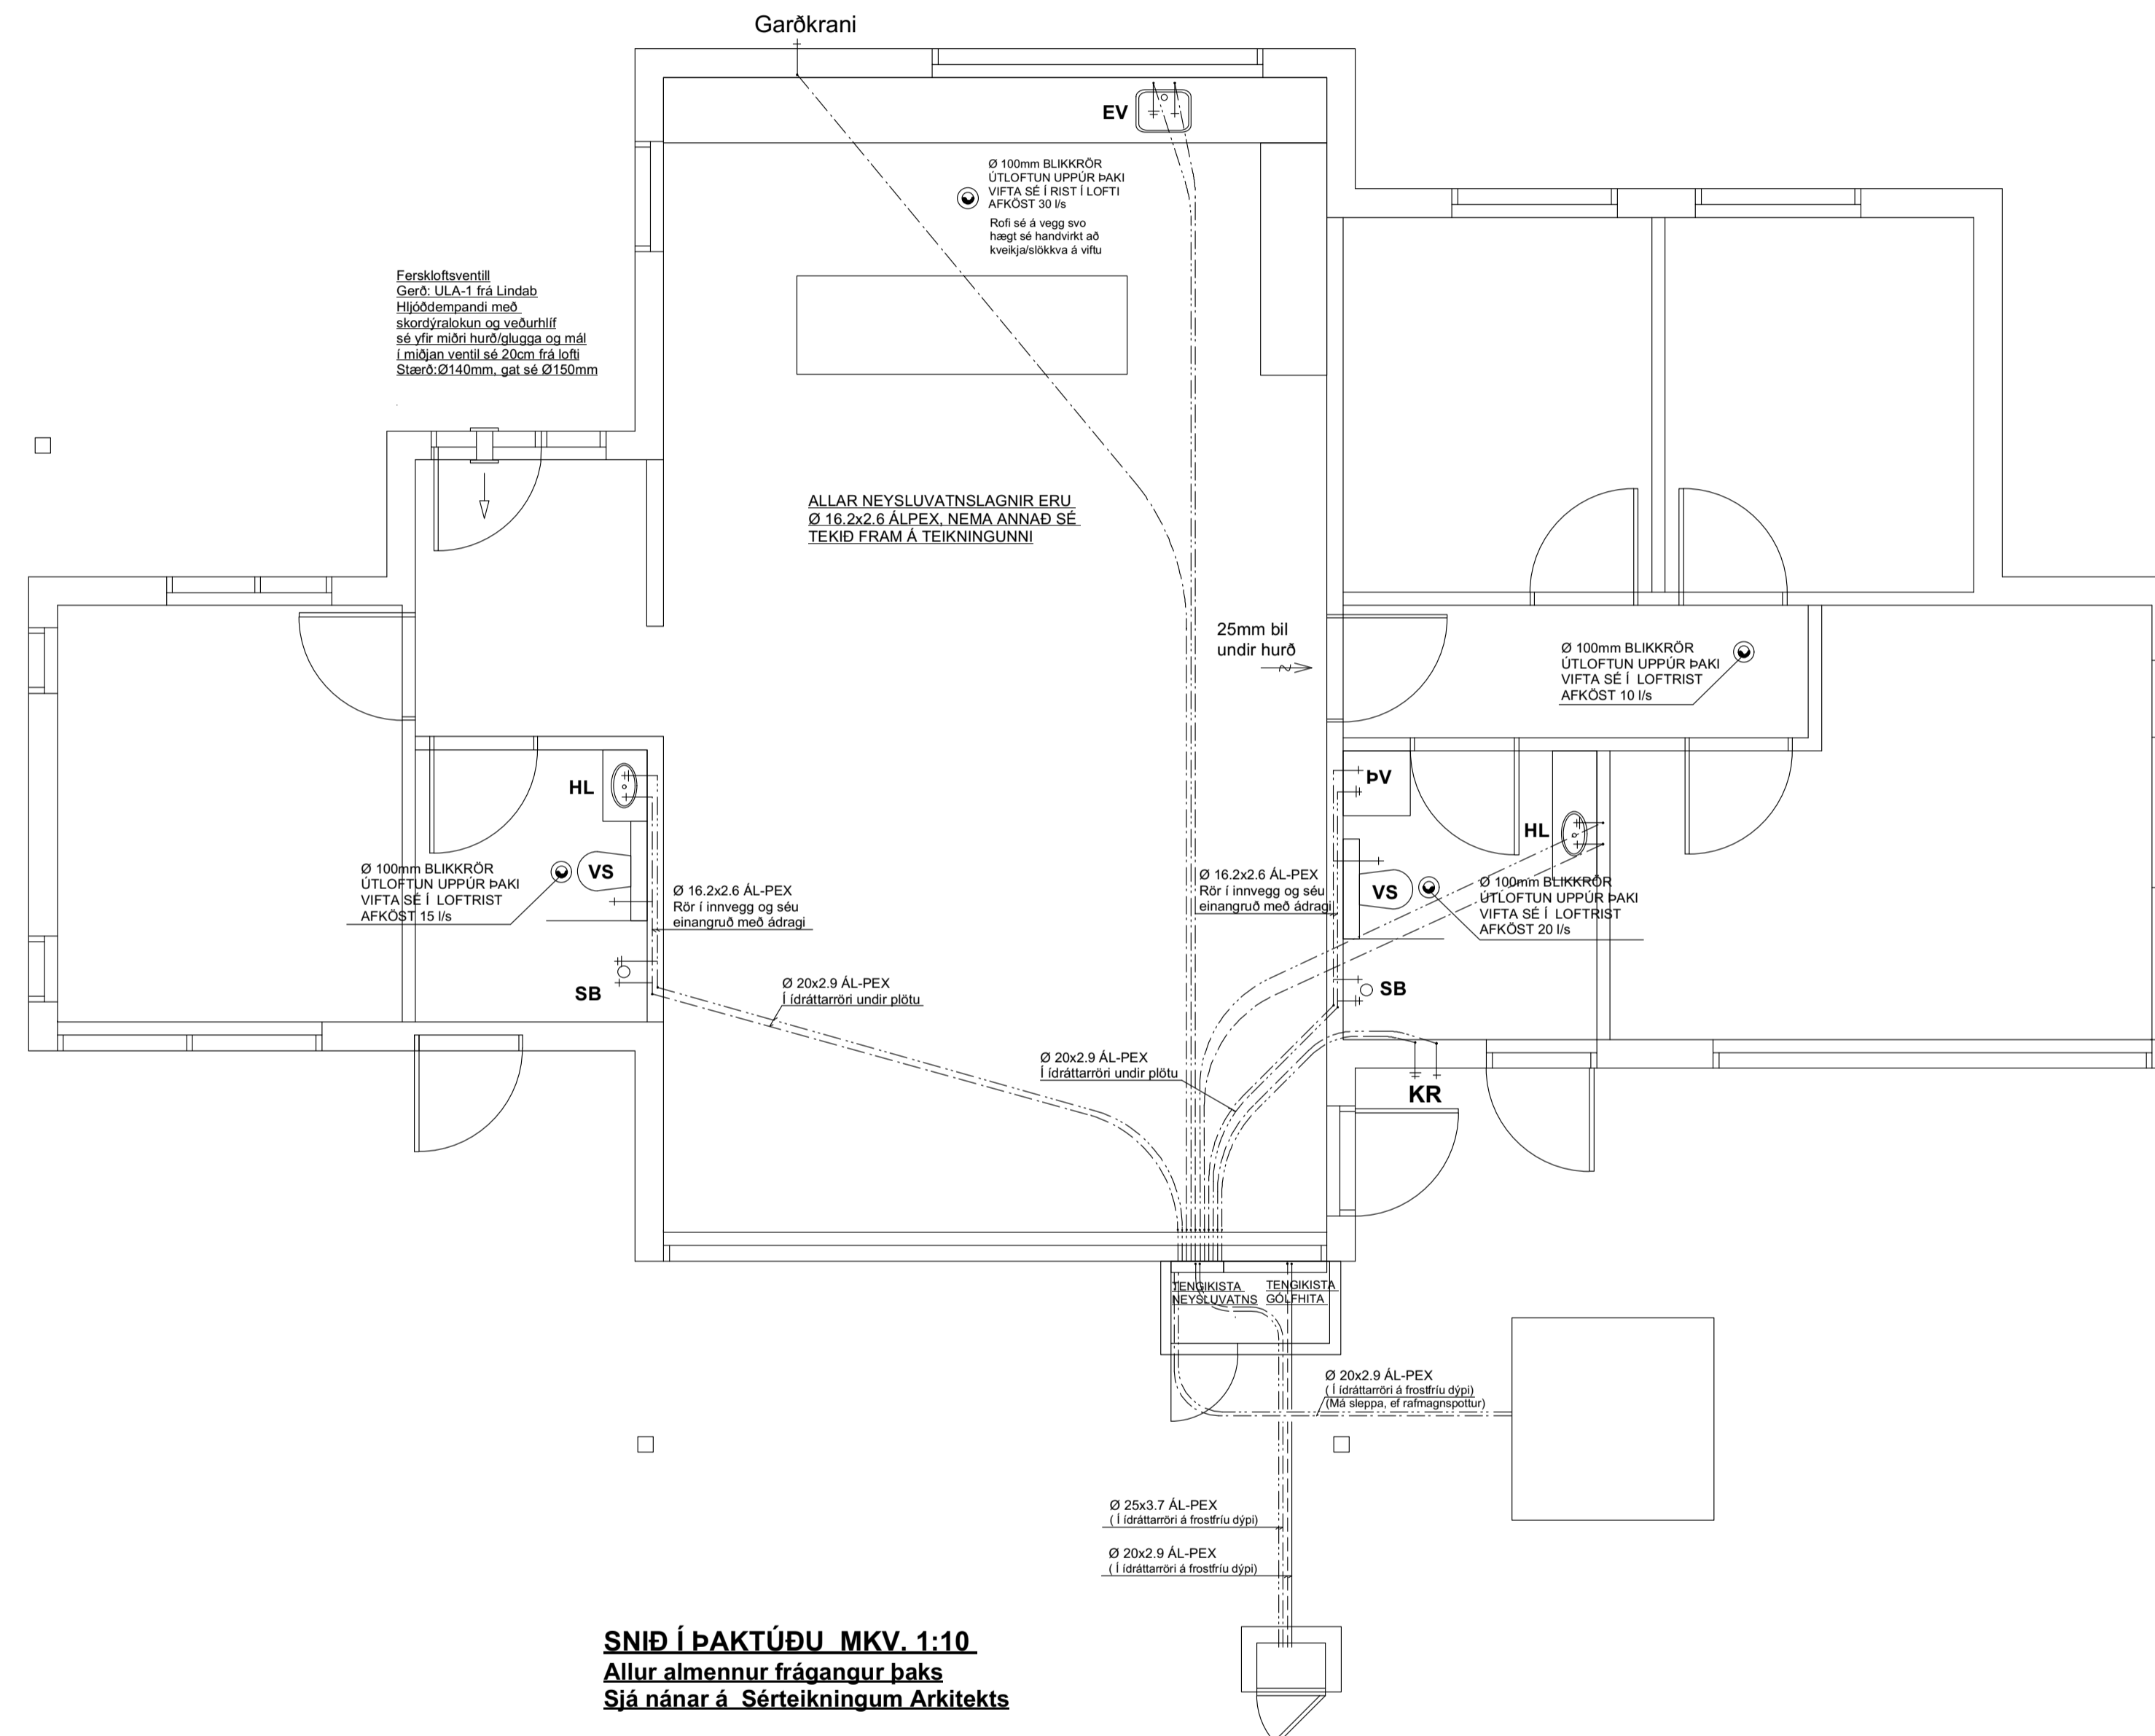 Garðkrani
EV
Ø 100mm BLIKKRÖR
ÚTLOFTUN UPPÚR ÞAKI
VIFTA SÉ Í RIST Í LOFTI
AFKÖST 30 l/s
Rofi sé á vegg svo
hægt sé handvirkt að
kveikja/slökkva á viftu
Ferskloftsventill
Gerð: ULA-1 frá Lindab
Hljóðdempandi með
skordýralokun og veðurhlíf
sé yfir miðri hurð/glugga og mál
í miðjan ventil sé 20cm frá lofti
Stærð:Ø140mm, gat sé Ø150mm
ALLAR NEYSLUVATNSLAGNIR ERU
Ø 16.2x2.6 ÁLPEX, NEMA ANNAÐ SÉ
TEKIÐ FRAM Á TEIKNINGUNNI
25mm bil
undir hurð
Ø 100mm BLIKKRÖR
ÚTLOFTUN UPPÚR ÞAKI
VIFTA SÉ Í LOFTRIST
AFKÖST 10 l/s
HL
ÞV
HL
Ø 100mm BLIKKRÖR
ÚTLOFTUN UPPÚR ÞAKI
VIFTA SÉ Í LOFTRIST
AFKÖST 15 l/s
VS
Ø 16.2x2.6 ÁL-PEX
Rör í innvegg og séu
einangruð með ádragi
Ø 16.2x2.6 ÁL-PEX
Rör í innvegg og séu
einangruð með ádragi
VS
Ø 100mm BLIKKRÖR
ÚTLOFTUN UPPÚR ÞAKI
VIFTA SÉ Í LOFTRIST
AFKÖST 20 l/s
SB
Ø 20x2.9 ÁL-PEX
Í ídráttarröri undir plötu
SB
Ø 20x2.9 ÁL-PEX
Í ídráttarröri undir plötu
KR
TENGIKISTA
NEYSLUVATNS
TENGIKISTA
GÓLFHITA
Ø 20x2.9 ÁL-PEX
( Í ídráttarröri á frostfríu dýpi)
(Má sleppa, ef rafmagnspottur)
Ø 25x3.7 ÁL-PEX
( Í ídráttarröri á frostfríu dýpi)
Ø 20x2.9 ÁL-PEX
( Í ídráttarröri á frostfríu dýpi)
SNIÐ Í ÞAKTÚÐU MKV. 1:10
Allur almennur frágangur þaks
Sjá nánar á Sérteikningum Arkitekts